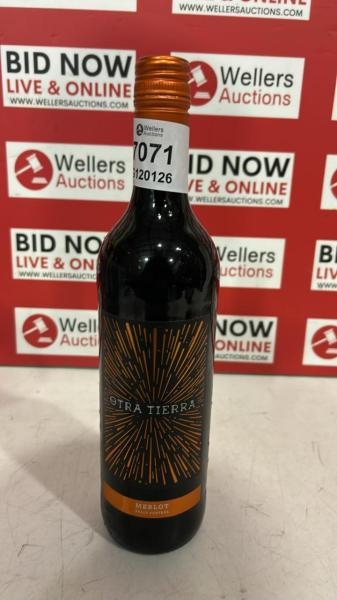 BID NOW
LIVE & ONLINE
WWW.WELLERSAUCTIONS.COM
Wellers
Auctions
Wellers
Auctions
BID NOW
LIVE & ONLINE
WWW.WELLERSAUCTIONS.COM
BID NOW
LIVE & ONLINE
WWW.WELLERSAUCTIONS.COM
Wellers
Auctions
Wellers
Auctions
BID NOW
LIVE & ONLINE
WWW.WELLERSAUCTIONS.COM
Wellers
Auctions
7071
120126
OTRA TIERRA
MERLOT
VALLE CENTRAL